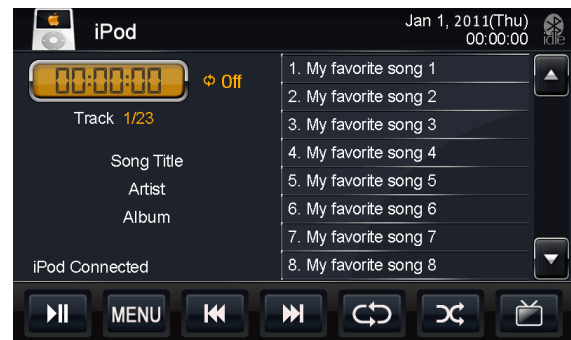 iPod
Jan 1, 2011(Thu)
00:00:00
idle
00:00:00
Off
Track 1/23
Song Title
Artist
Album
iPod Connected
1. My favorite song 1
2. My favorite song 2
3. My favorite song 3
4. My favorite song 4
5. My favorite song 5
6. My favorite song 6
7. My favorite song 7
8. My favorite song 8
MENU